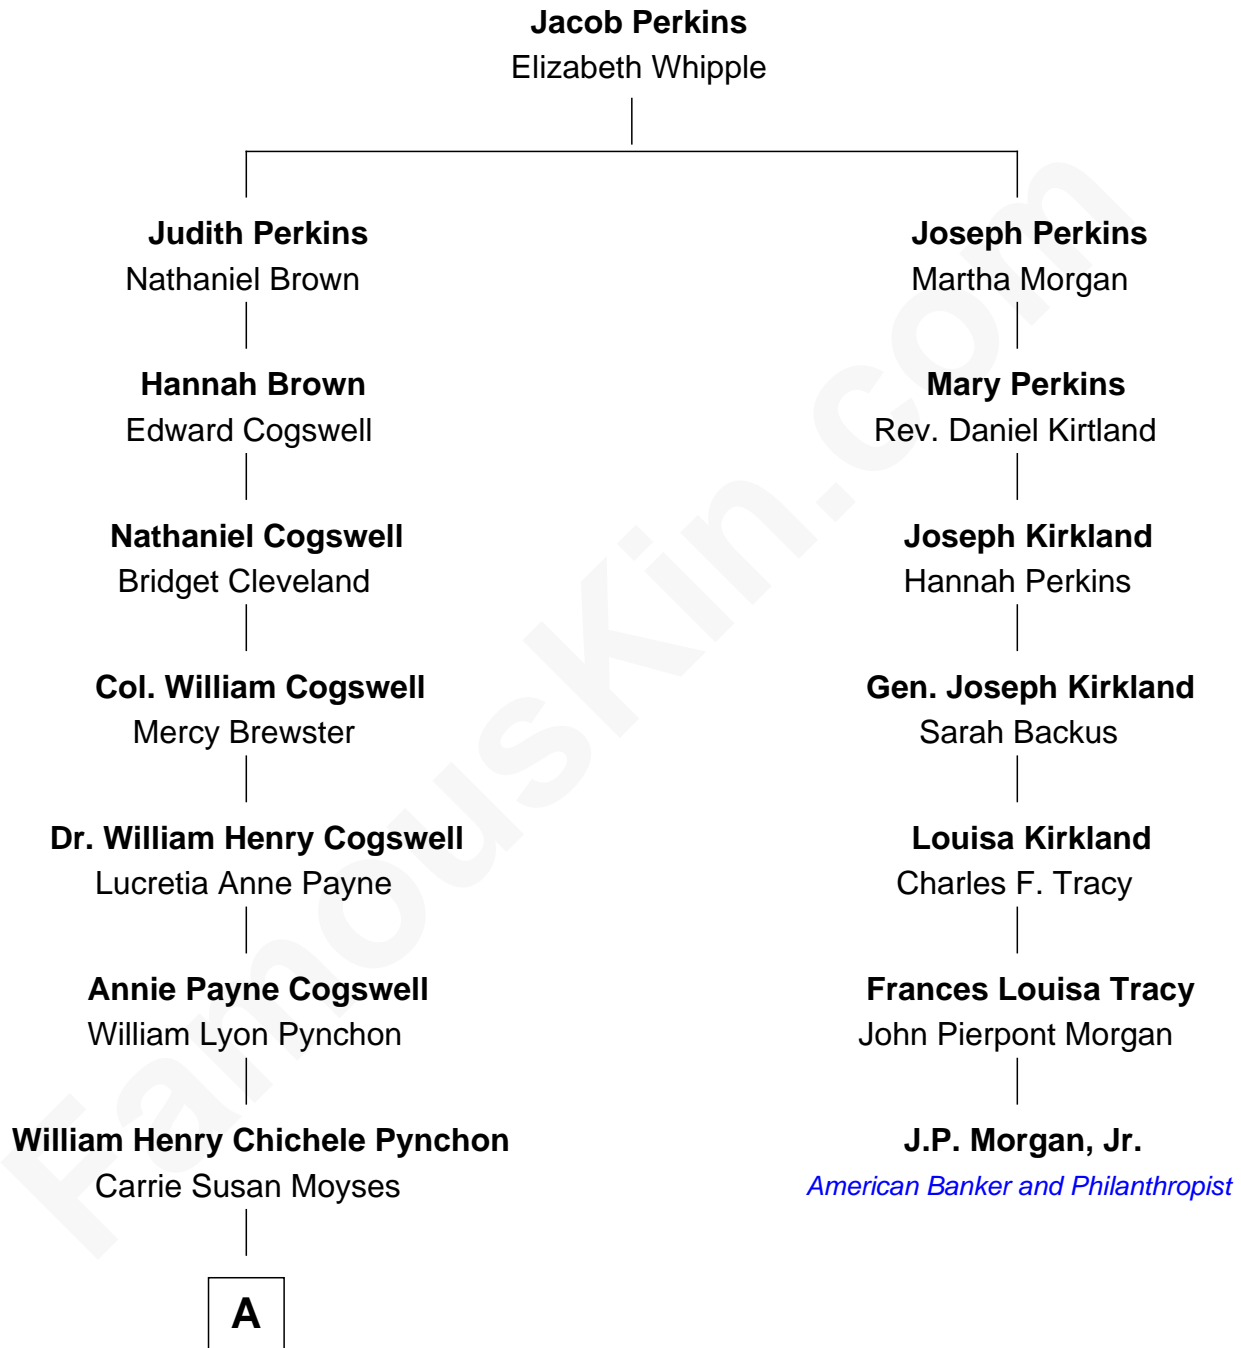 Jacob Perkins
Elizabeth Whipple
Judith Perkins
Nathaniel Brown
Joseph Perkins
Martha Morgan
Hannah Brown
Edward Cogswell
Mary Perkins
Rev. Daniel Kirtland
Nathaniel Cogswell
Bridget Cleveland
Joseph Kirkland
Hannah Perkins
Col. William Cogswell
Mercy Brewster
Gen. Joseph Kirkland
Sarah Backus
Dr. William Henry Cogswell
Lucretia Anne Payne
Louisa Kirkland
Charles F. Tracy
Annie Payne Cogswell
William Lyon Pynchon
Frances Louisa Tracy
John Pierpont Morgan
William Henry Chichele Pynchon
Carrie Susan Moyses
J.P. Morgan, Jr.
American Banker and Philanthropist
A
FamousKin.com